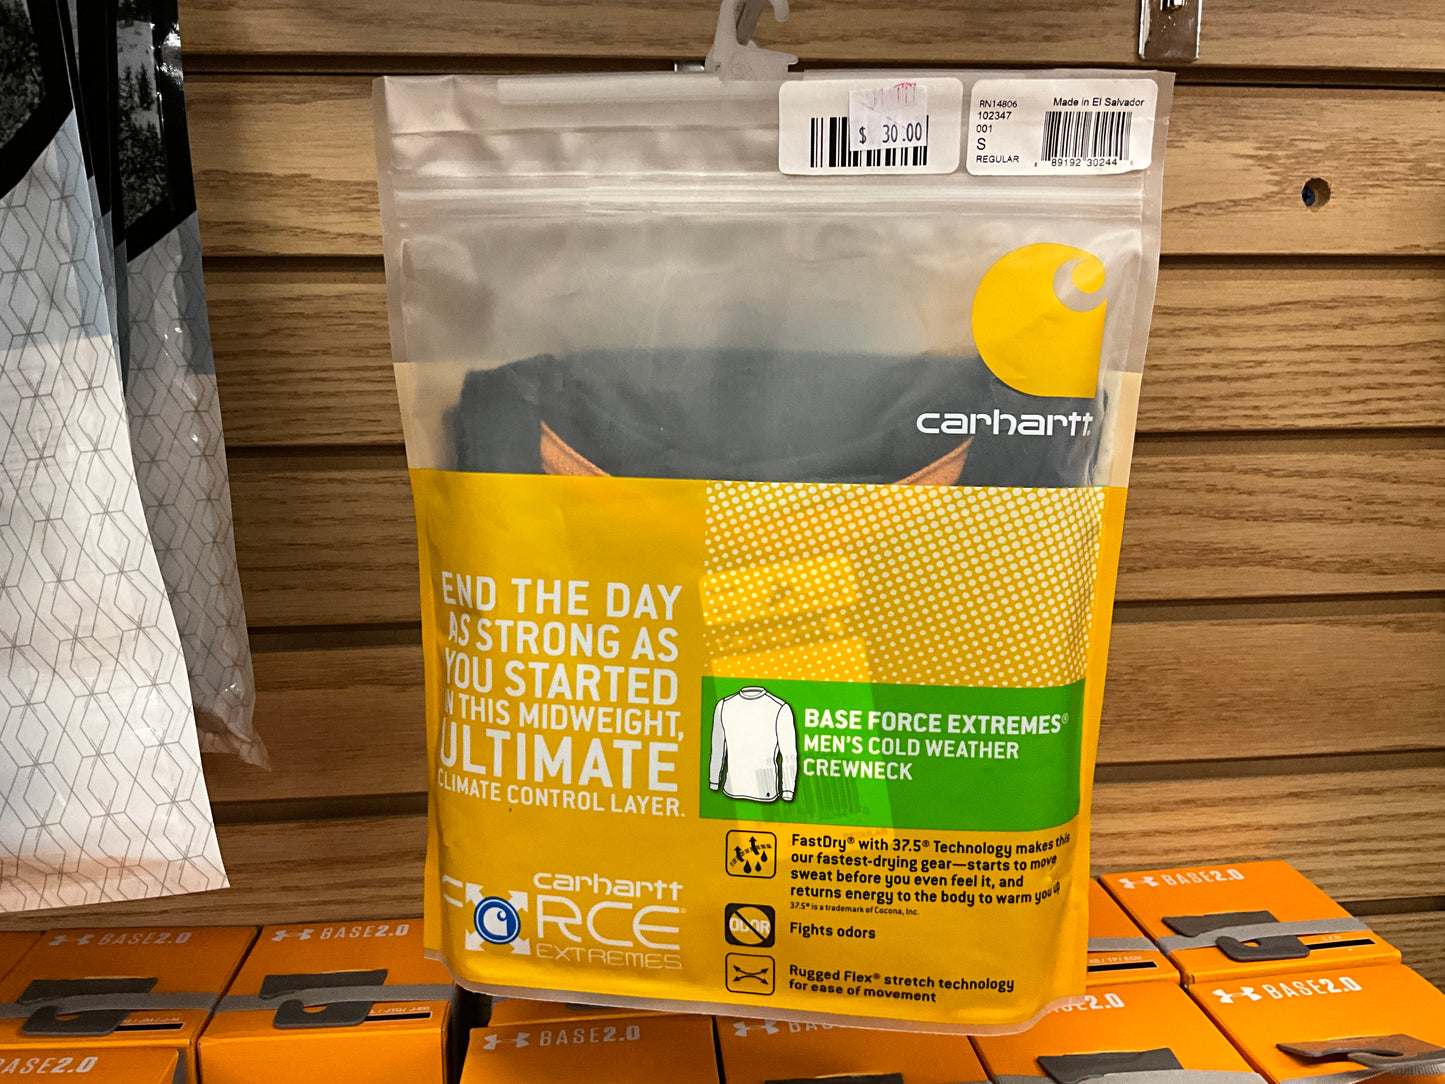 $ 30.00
RN14806 Made in El Salvador
102347
001
S
REGULAR
89192 30244
carhartt
END THE DAY
AS STRONG AS
YOU STARTED
IN THIS MIDWEIGHT,
ULTIMATE
CLIMATE CONTROL LAYER.
BASE FORCE EXTREMES®
MEN'S COLD WEATHER
CREWNECK
FastDry® with 37.5® Technology makes this
our fastest-drying gear—starts to move
sweat before you even feel it, and
returns energy to the body to warm you up
37.5® is a trademark of Cocona, Inc.
ODOR
Fights odors
Rugged Flex® stretch technology
for ease of movement
carhartt
FORCE
EXTREMES
BASE2.0
BASE2.0
BASE2.0
BASE2.0
BASE2.0
BASE2.0